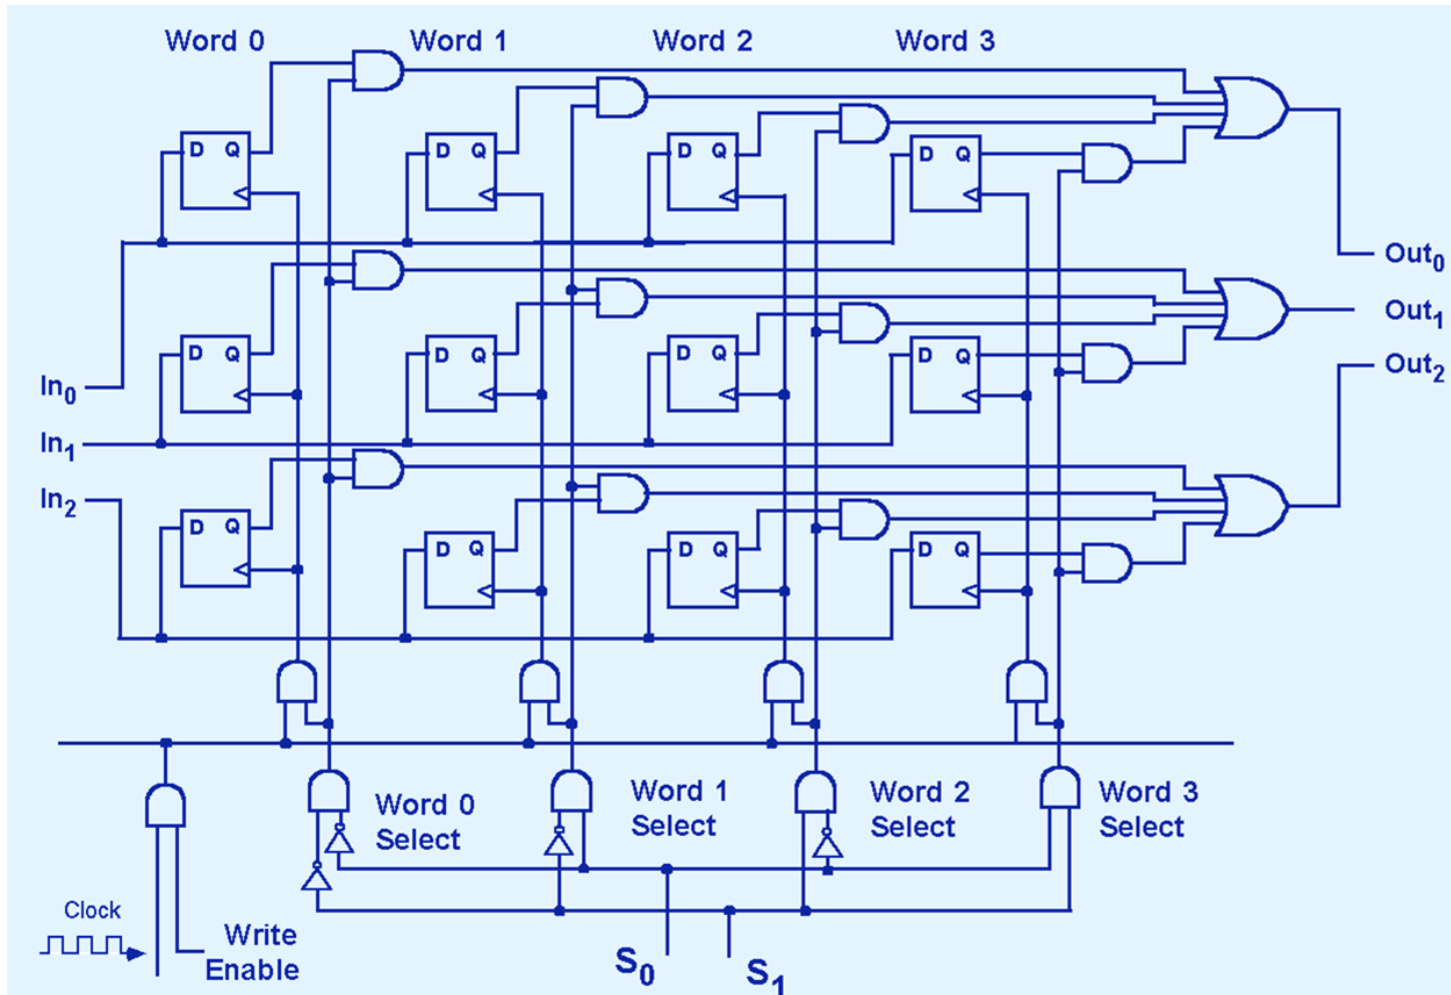 Word 0 Word 1 Word 2 Word 3
D Q D Q D Q D Q
Out0
Out1
D Q D Q D Q D Q
Out2
In0
In1
In2
D Q D Q D Q D Q
Word 0 Select
Word 1 Select
Word 2 Select
Word 3 Select
Clock
Write Enable
S0 S1